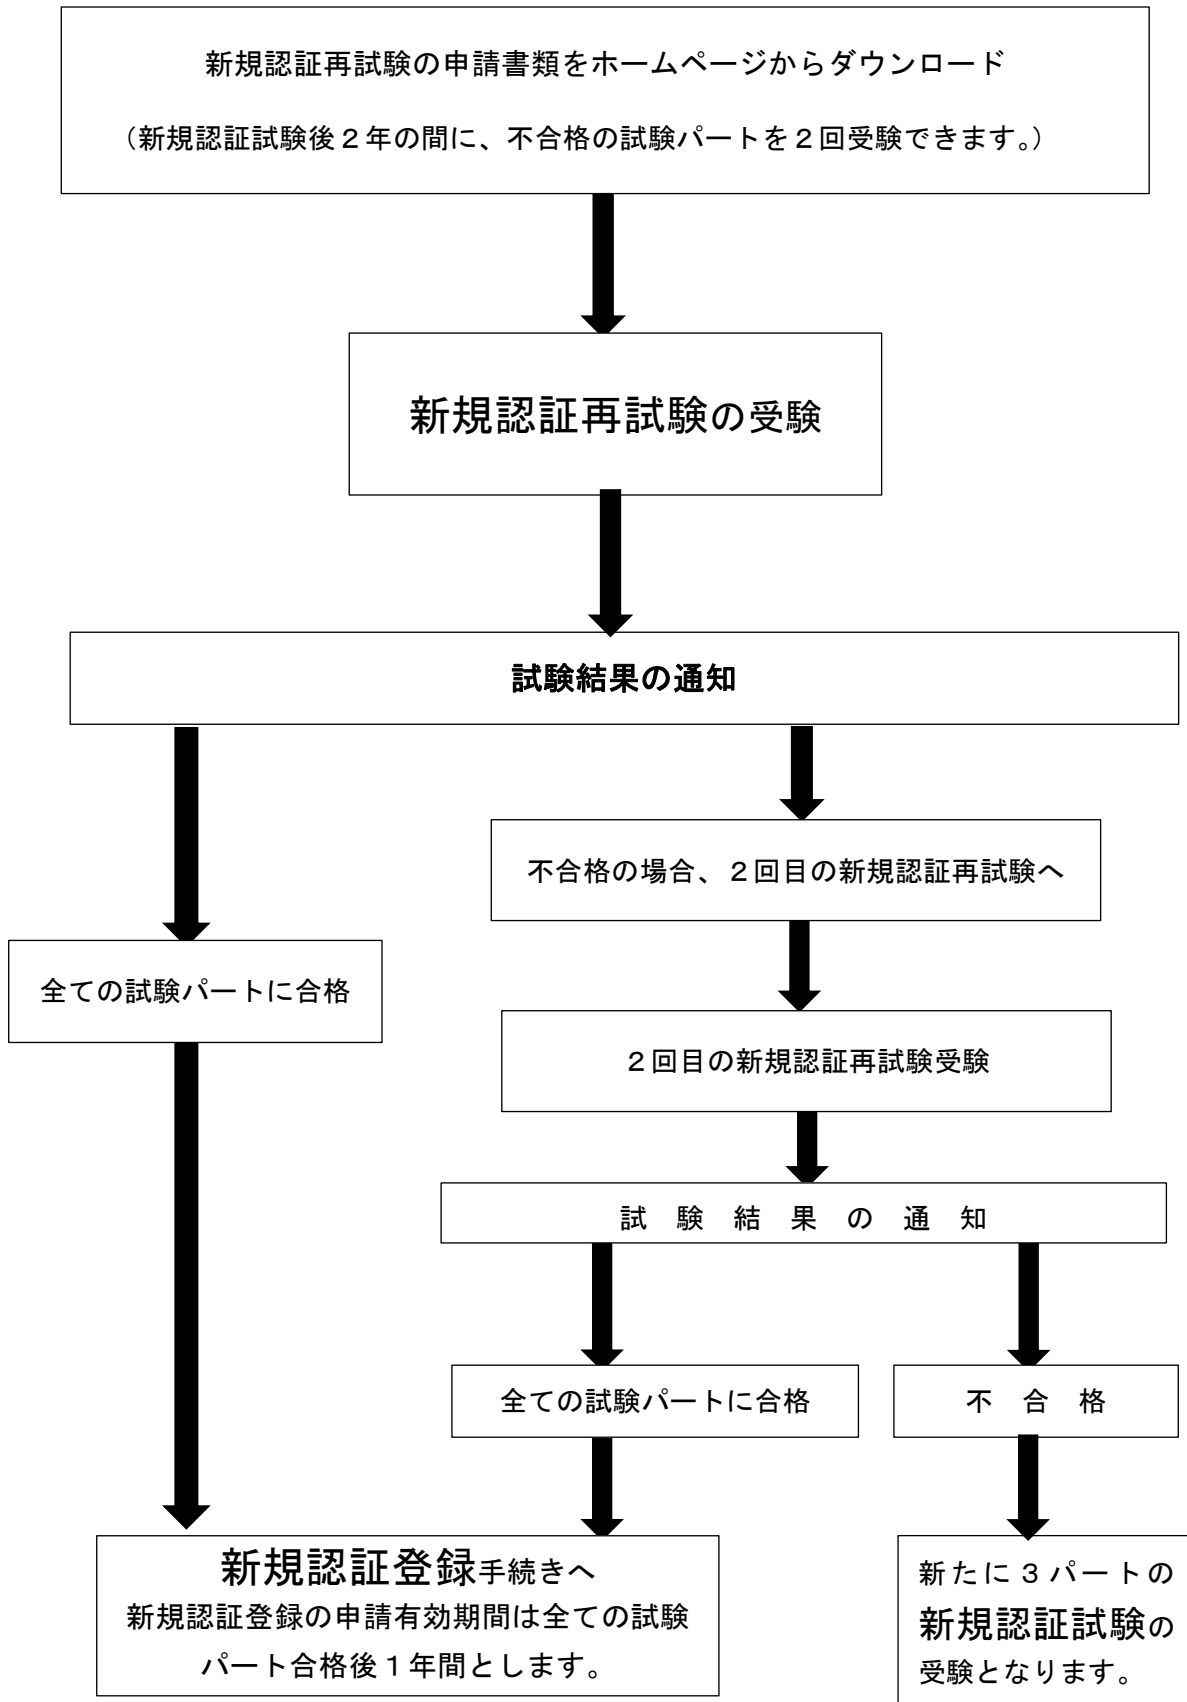 新規認証再試験の申請書類をホームページからダウンロード
（新規認証試験後２年の間に、不合格の試験パートを２回受験できます。）
新規認証再試験の受験
試験結果の通知
不合格の場合、２回目の新規認証再試験へ
全ての試験パートに合格
２回目の新規認証再試験受験
試　験　結　果　の　通　知
全ての試験パートに合格
不　合　格
新規認証登録手続きへ
新規認証登録の申請有効期間は全ての試験
パート合格後１年間とします。
新たに３パートの
新規認証試験の
受験となります。